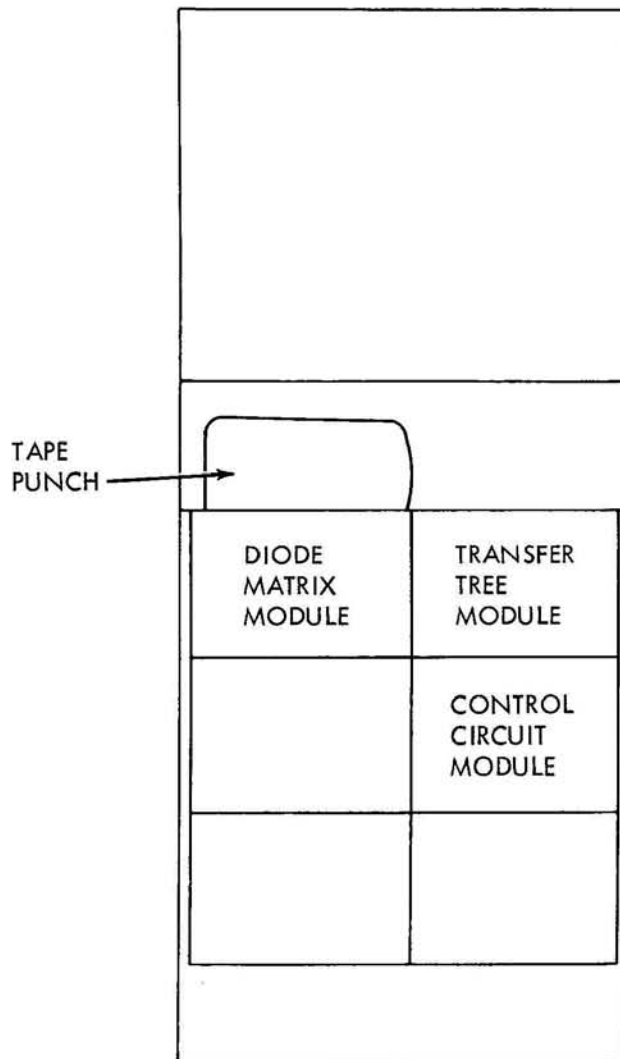 TAPE
PUNCH
DIODE
MATRIX
MODULE
TRANSFER
TREE
MODULE
CONTROL
CIRCUIT
MODULE